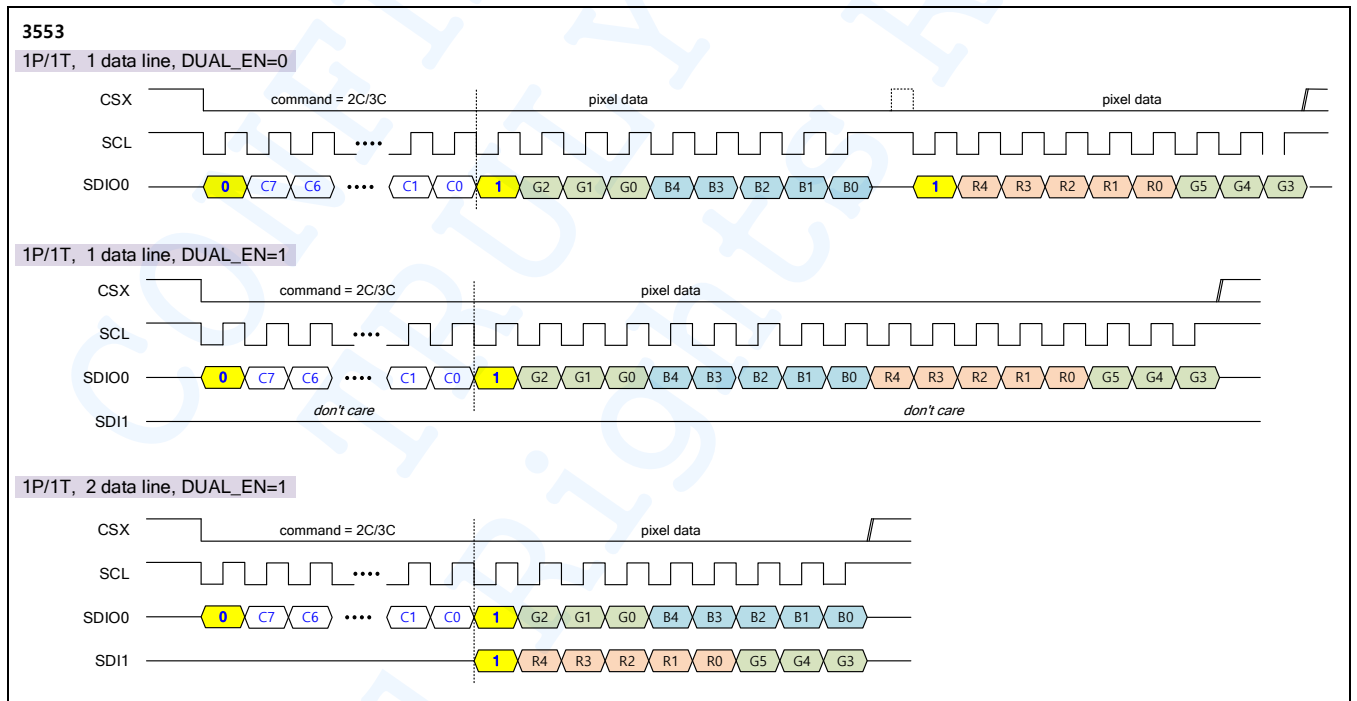 3553
1P/1T, 1 data line, DUAL_EN=0
CSX command = 2C/3C pixel data pixel data
SCL ....
SDIO0 0 C7 C6 .... C1 C0 1 G2 G1 G0 B4 B3 B2 B1 B0 1 R4 R3 R2 R1 R0 G5 G4 G3
1P/1T, 1 data line, DUAL_EN=1
CSX command = 2C/3C pixel data
SCL ....
SDIO0 0 C7 C6 .... C1 C0 1 G2 G1 G0 B4 B3 B2 B1 B0 R4 R3 R2 R1 R0 G5 G4 G3
don't care don't care
SDI1
1P/1T, 2 data line, DUAL_EN=1
CSX command = 2C/3C pixel data
SCL ....
SDIO0 0 C7 C6 .... C1 C0 1 G2 G1 G0 B4 B3 B2 B1 B0
SDI1 1 R4 R3 R2 R1 R0 G5 G4 G3